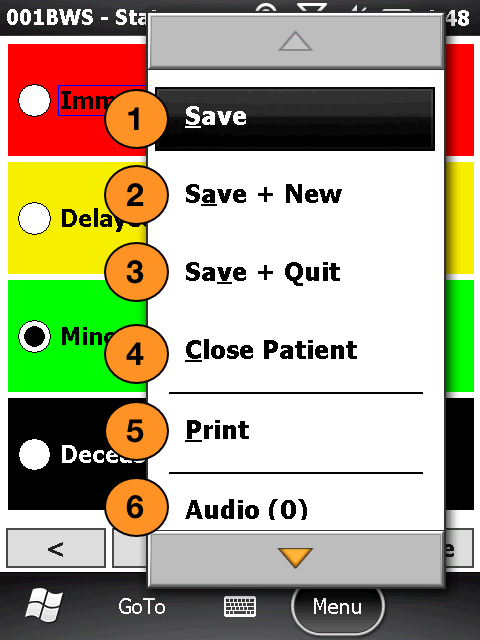 001BWS - Sta
48
Imm
1
Save
2
Save + New
Delay
3
Save + Quit
Mino
4
Close Patient
5
Print
Deceas
6
Audio (0)
<
e
GoTo
Menu